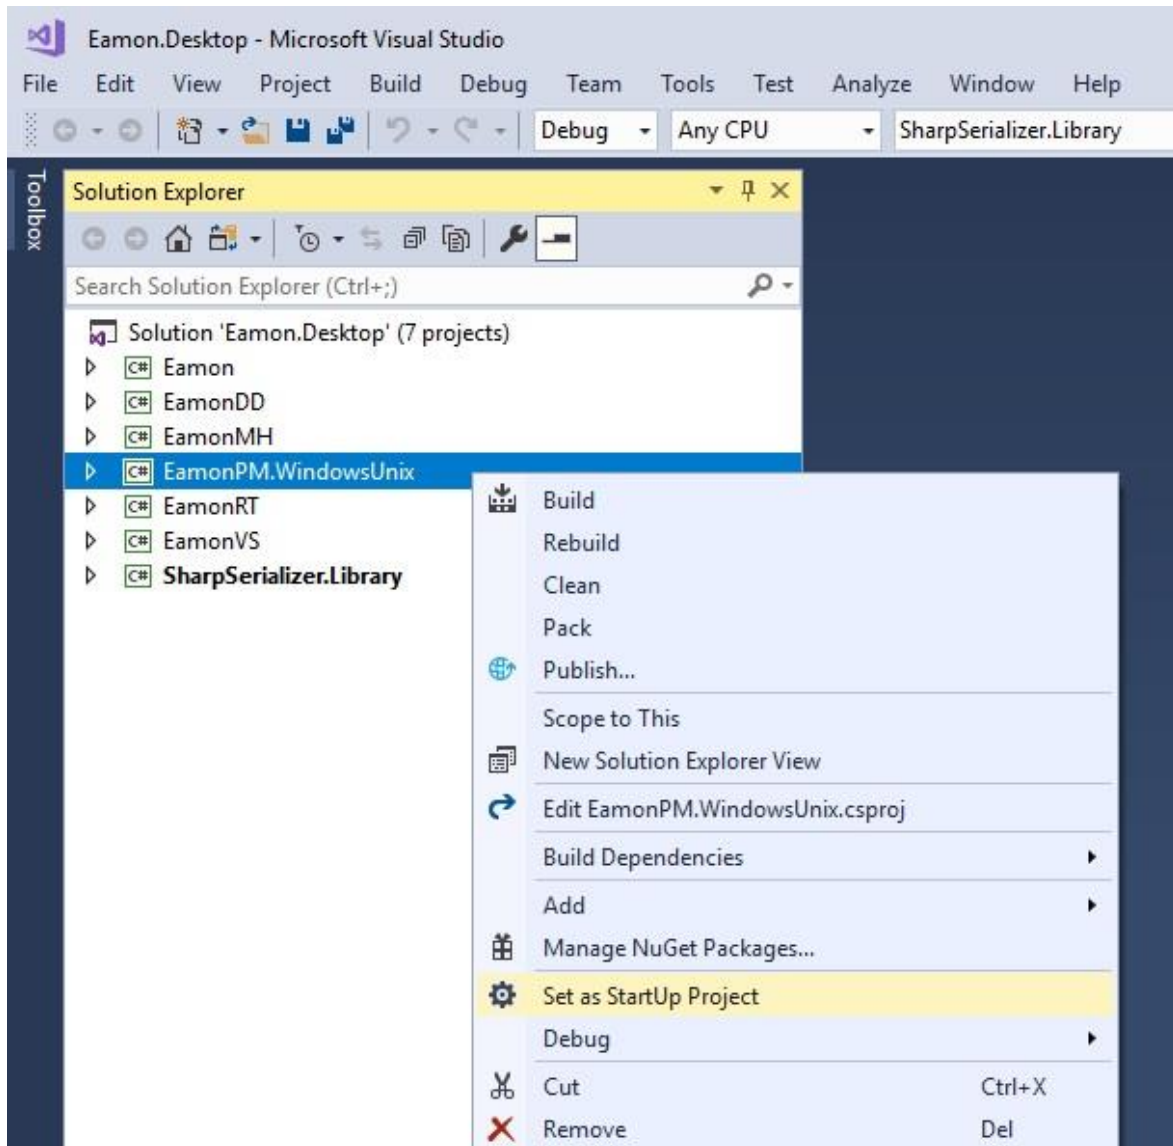 Eamon.Desktop - Microsoft Visual Studio
File Edit View Project Build Debug Team Tools Test Analyze Window Help
Debug Any CPU SharpSerializer.Library
Toolbox
Solution Explorer
Search Solution Explorer (Ctrl+;)
Solution 'Eamon.Desktop' (7 projects)
C# Eamon
C# EamonDD
C# EamonMH
C# EamonPM.WindowsUnix
C# EamonRT
C# EamonVS
C# SharpSerializer.Library
Build
Rebuild
Clean
Pack
Publish...
Scope to This
New Solution Explorer View
Edit EamonPM.WindowsUnix.csproj
Build Dependencies
Add
Manage NuGet Packages...
Set as StartUp Project
Debug
Cut Ctrl+X
Remove Del